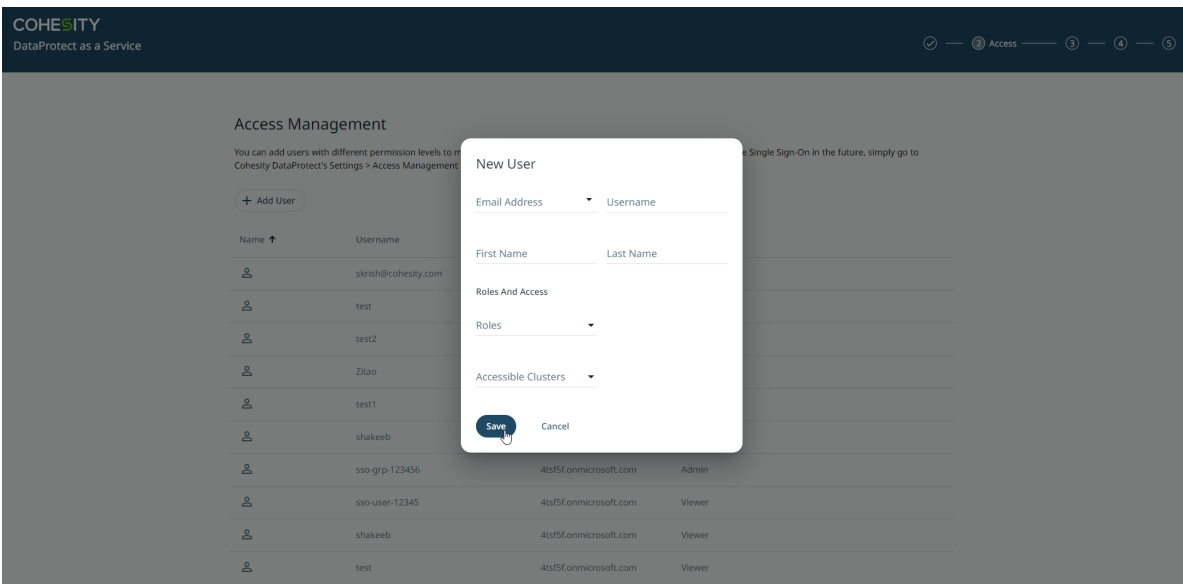 COHESITY
DataProtect as a Service
2 Access 3 4 5
Access Management
You can add users with different permission levels to m
e Single Sign-On in the future, simply go to
Cohesity DataProtect's Settings > Access Management
+ Add User
Name Username
skrish@cohesity.com
test
test2
Zitao
test1
shakeeb
sso-grp-123456 4tsf5f.onmicrosoft.com Admin
sso-user-12345 4tsf5f.onmicrosoft.com Viewer
shakeeb 4tsf5f.onmicrosoft.com Viewer
test 4tsf5f.onmicrosoft.com Viewer
New User
Email Address Username
First Name Last Name
Roles And Access
Roles
Accessible Clusters
Save Cancel